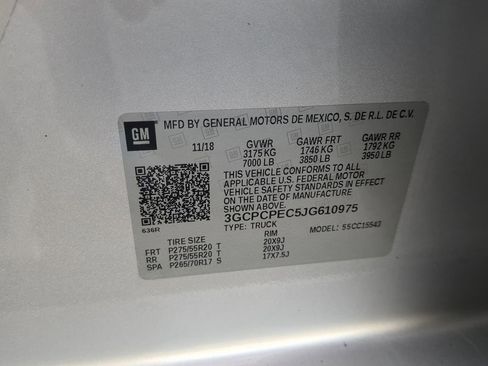 GM MFD BY GENERAL MOTORS DE MEXICO, S. DE R.L. DE C.V.
11/18 GVWR GAWR FRT GAWR RR
3175 KG 1746 KG 1792 KG
7000 LB 3850 LB 3950 LB
THIS VEHICLE CONFORMS TO ALL
APPLICABLE U.S. FEDERAL MOTOR
VEHICLE SAFETY STANDARDS IN EFFECT ON
THE DATE OF MANUFACTURE SHOWN ABOVE.
3GCPCPEC5JG610975
636R TYPE: TRUCK MODEL: 55CC15543
TIRE SIZE RIM
FRT P275/55R20 T 20X9J
RR P275/55R20 T 20X9J
SPA P265/70R17 S 17X7.5J